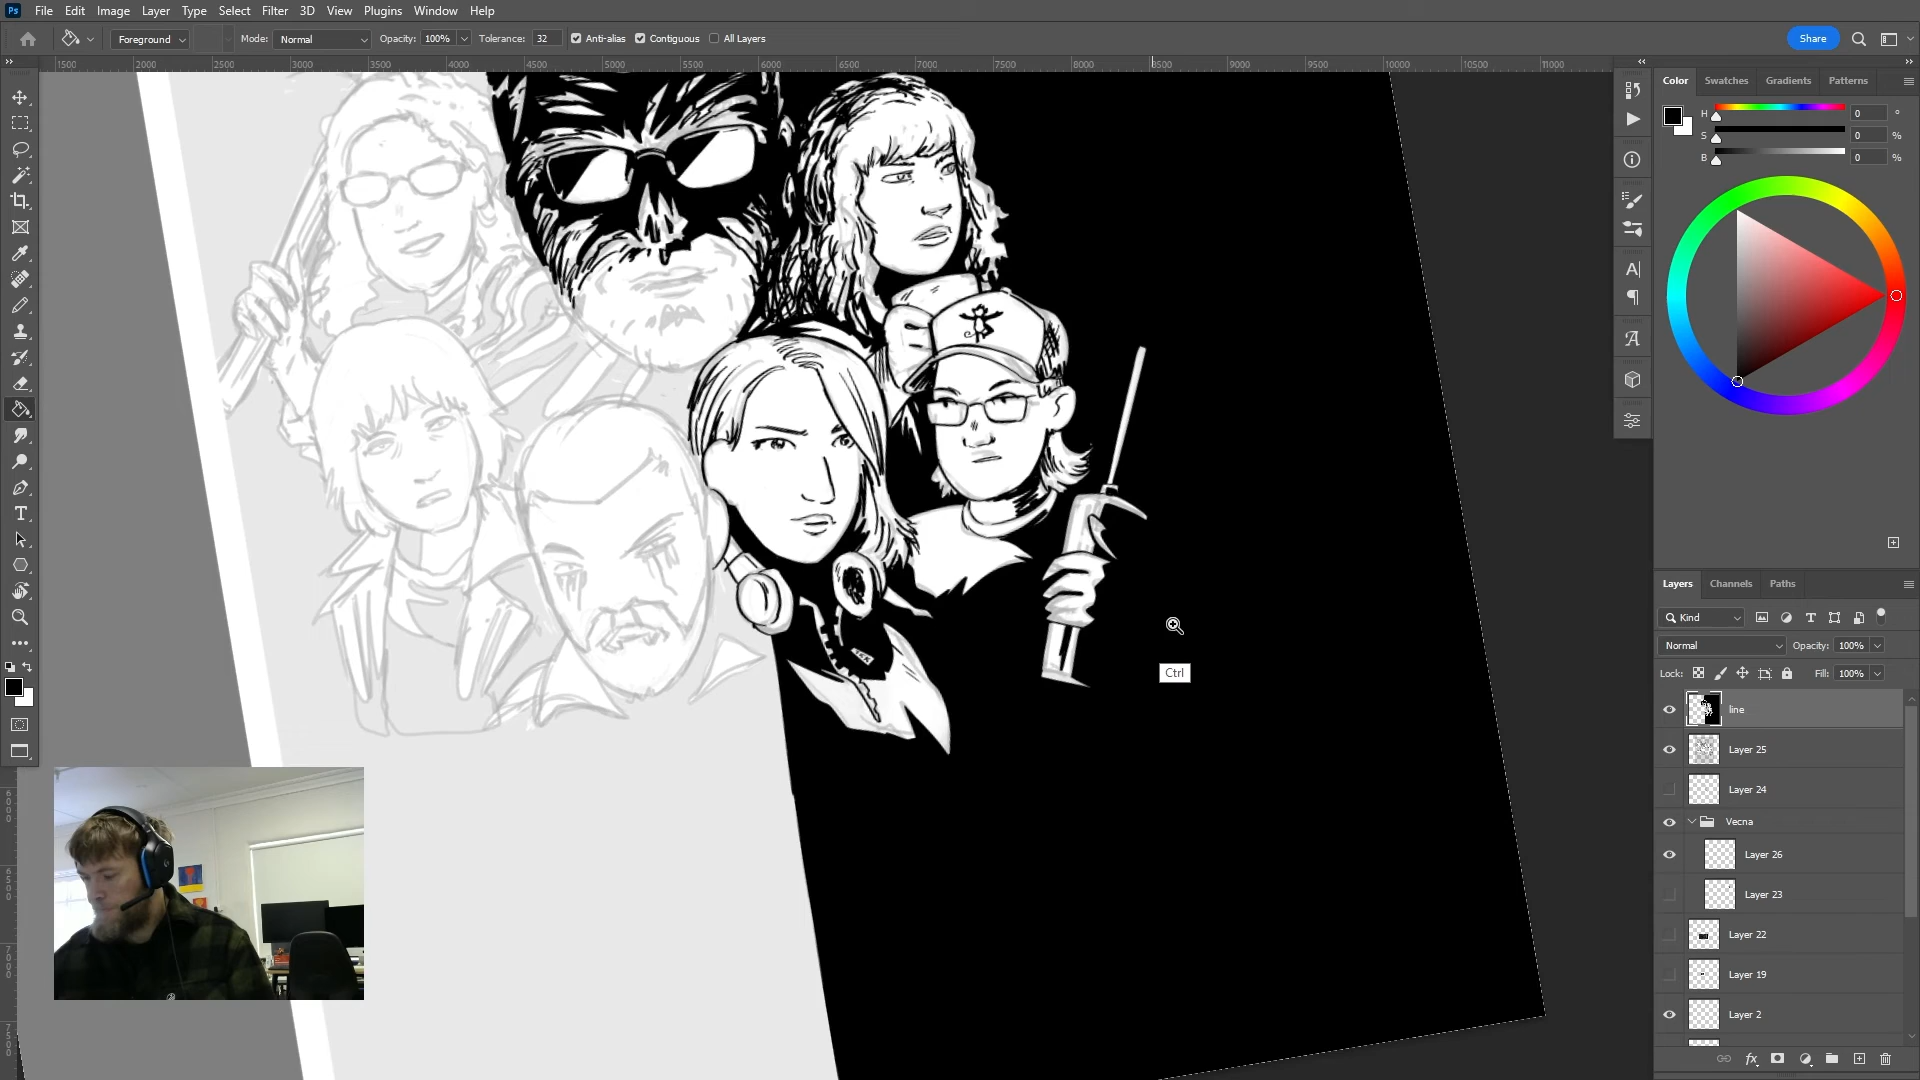 Ps File Edit Image Layer Type Select Filter 3D View Plugins Window Help
Foreground Mode: Normal Opacity: 100% Tolerance: 32 Anti-alias Contiguous All Layers Share
1500 2000 2500 3000 3500 4000 4500 5000 5500 6000 6500 7000 7500 8000 8500 9000 9500 10000 10500 11000
Color Swatches Gradients Patterns
H 0 °
S 0 %
B 0 %
Ctrl
Layers Channels Paths
Kind
Normal Opacity: 100%
Lock: Fill: 100%
line
Layer 25
Layer 24
Vecna
Layer 26
Layer 23
Layer 22
Layer 19
Layer 2